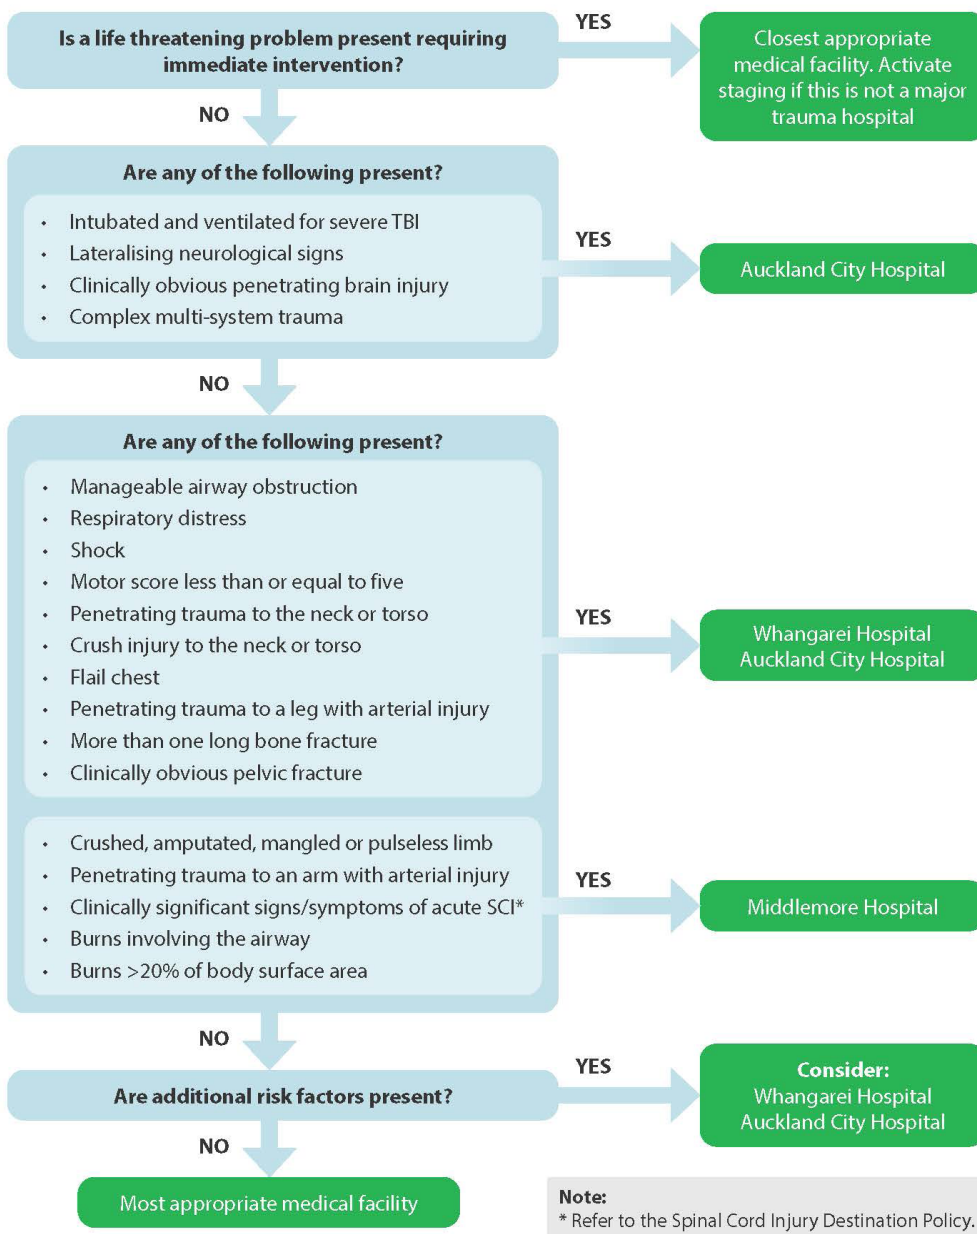 Is a life threatening problem present requiring
immediate intervention?
YES
Closest appropriate
medical facility. Activate
staging if this is not a major
trauma hospital
NO
Are any of the following present?
• Intubated and ventilated for severe TBI
• Lateralising neurological signs
• Clinically obvious penetrating brain injury
• Complex multi-system trauma
YES
Auckland City Hospital
NO
Are any of the following present?
• Manageable airway obstruction
• Respiratory distress
• Shock
• Motor score less than or equal to five
• Penetrating trauma to the neck or torso
• Crush injury to the neck or torso
• Flail chest
• Penetrating trauma to a leg with arterial injury
• More than one long bone fracture
• Clinically obvious pelvic fracture
YES
Whangarei Hospital
Auckland City Hospital
• Crushed, amputated, mangled or pulseless limb
• Penetrating trauma to an arm with arterial injury
• Clinically significant signs/symptoms of acute SCI*
• Burns involving the airway
• Burns >20% of body surface area
YES
Middlemore Hospital
NO
Are additional risk factors present?
YES
Consider:
Whangarei Hospital
Auckland City Hospital
NO
Most appropriate medical facility
Note:
* Refer to the Spinal Cord Injury Destination Policy.